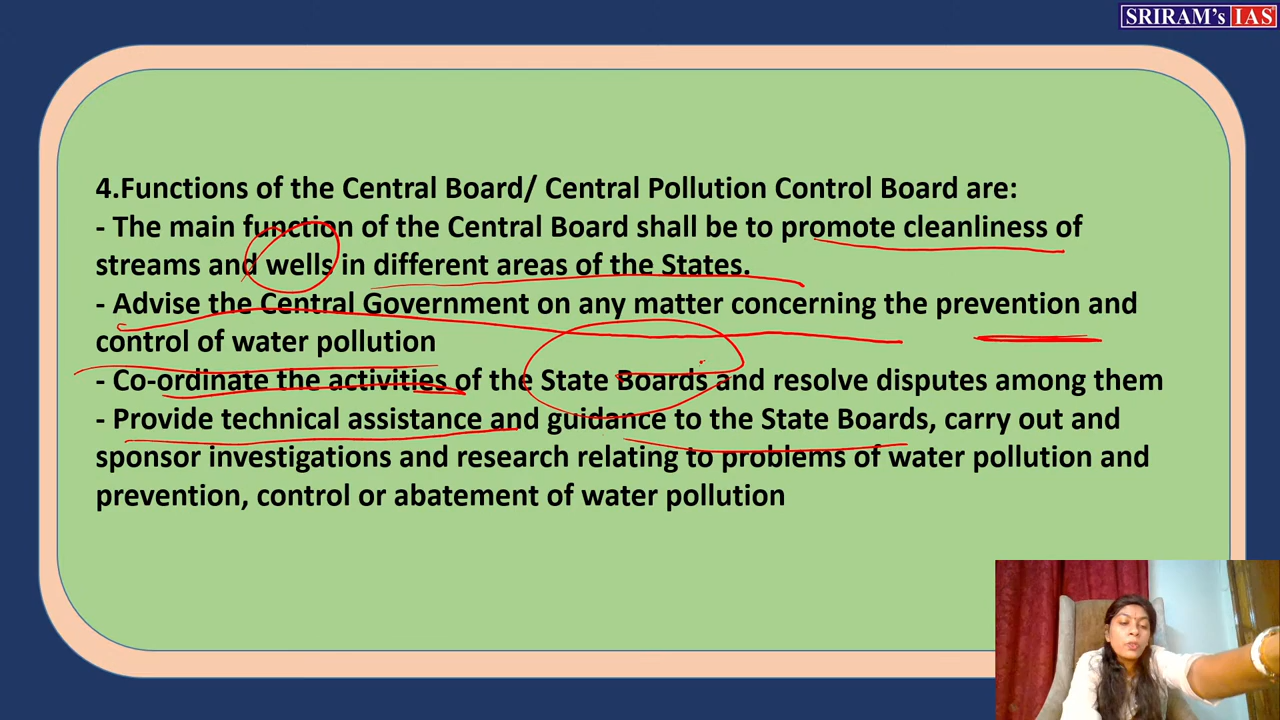 SRIRAM's IAS
4.Functions of the Central Board/ Central Pollution Control Board are:
- The main function of the Central Board shall be to promote cleanliness of
streams and wells in different areas of the States.
- Advise the Central Government on any matter concerning the prevention and
control of water pollution
- Co-ordinate the activities of the State Boards and resolve disputes among them
- Provide technical assistance and guidance to the State Boards, carry out and
sponsor investigations and research relating to problems of water pollution and
prevention, control or abatement of water pollution